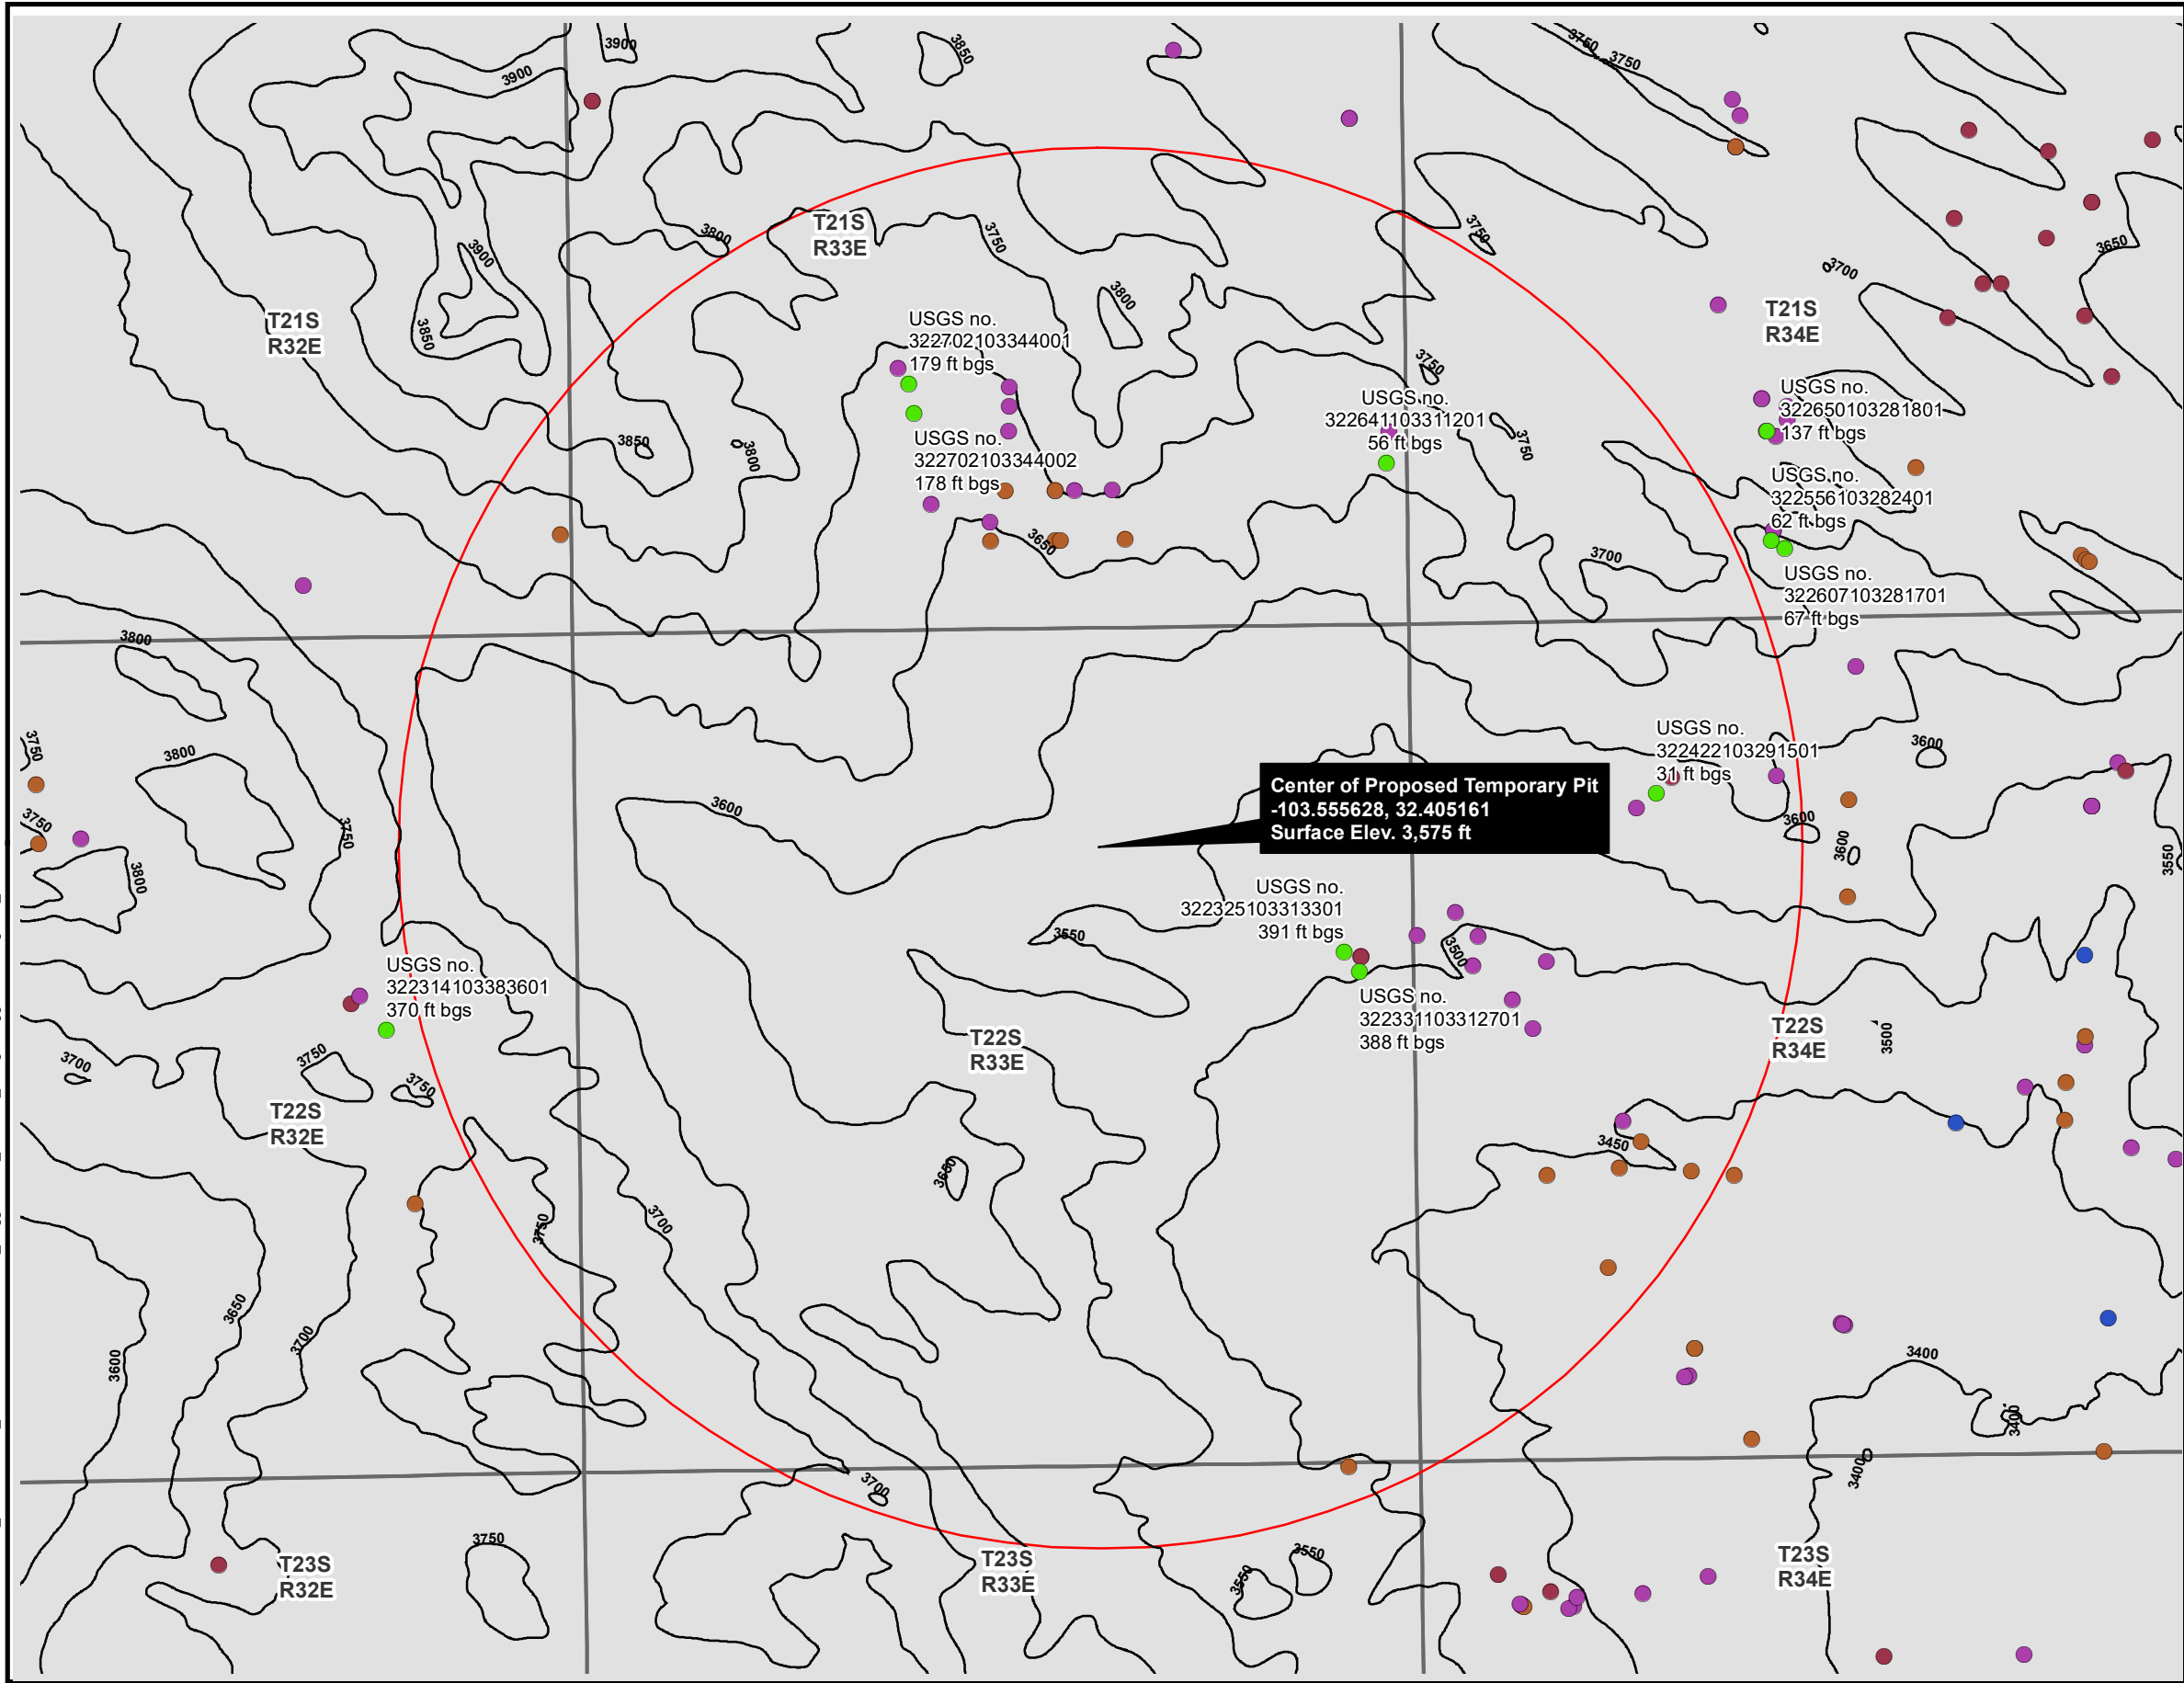 3900
3850
3750
3750
3900
T21S
R33E
3800
3750
3750
3650
3900
3700
3800
T21S
R32E
3850
T21S
R34E
USGS no.
322702103344001
179 ft bgs
3750
USGS no.
322641103311201
56 ft bgs
USGS no.
322650103281801
137 ft bgs
3850
3800
3750
USGS no.
322702103344002
178 ft bgs
USGS no.
322556103282401
62 ft bgs
3650
3700
USGS no.
322607103281701
67 ft bgs
3800
3750
3800
USGS no.
322422103291501
31 ft bgs
3600
Center of Proposed Temporary Pit
-103.555628, 32.405161
Surface Elev. 3,575 ft
3600
3750
3750
3600
3600
3550
3800
USGS no.
322325103313301
391 ft bgs
3550
3500
USGS no.
322314103383601
370 ft bgs
USGS no.
322331103312701
388 ft bgs
T22S
R33E
T22S
R34E
3500
3700
3750
3750
T22S
R32E
3450
3650
3750
3700
3650
3700
3600
3400
3400
3400
3700
3750
T23S
R32E
T23S
R33E
3550
3550
T23S
R34E